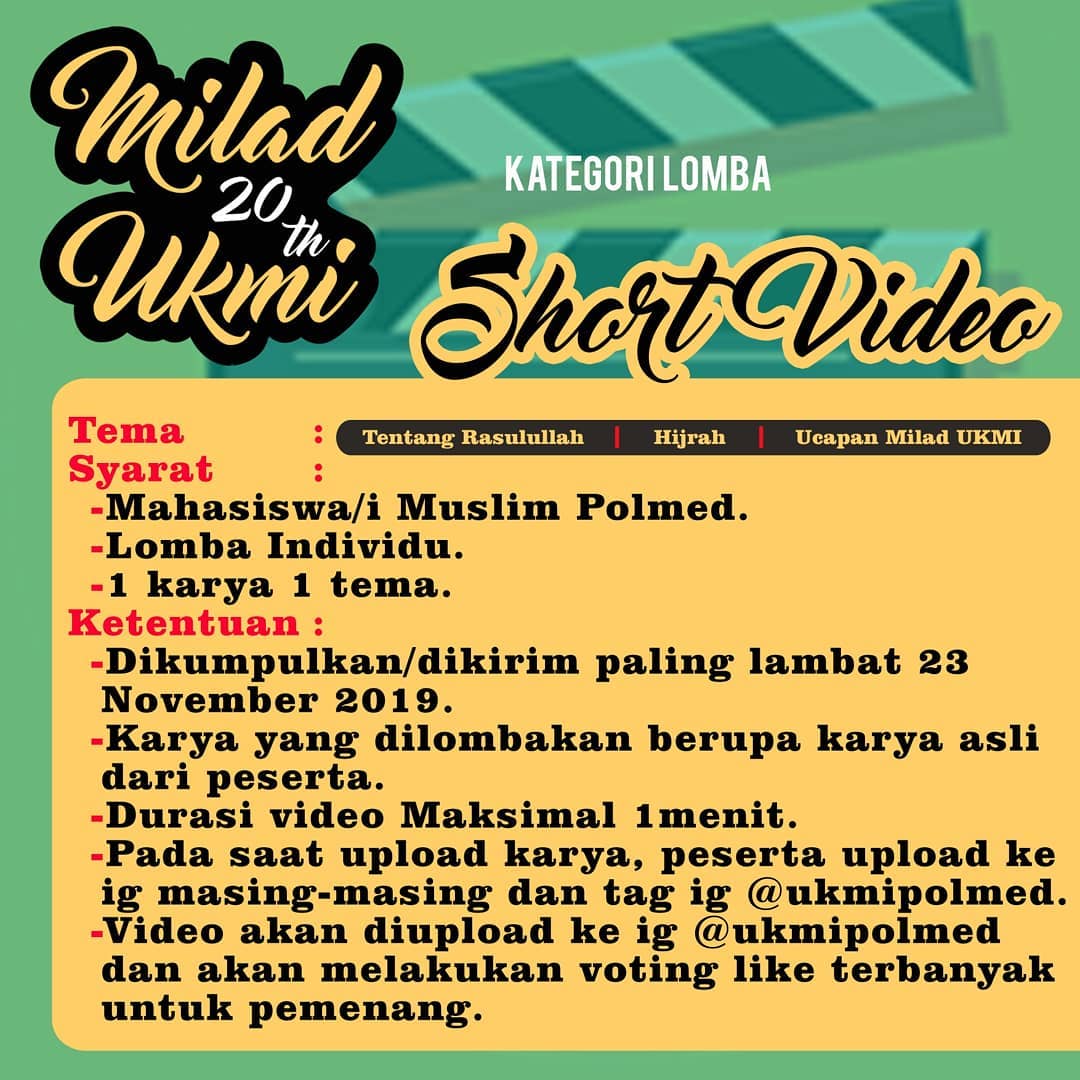 Milad
20
th
Ukmi
KATEGORI LOMBA
Short Video
Tema : Tentang Rasulullah | Hijrah | Ucapan Milad UKMI
Syarat :
-Mahasiswa/i Muslim Polmed.
-Lomba Individu.
-1 karya 1 tema.
Ketentuan :
-Dikumpulkan/dikirim paling lambat 23
November 2019.
-Karya yang dilombakan berupa karya asli
dari peserta.
-Durasi video Maksimal 1menit.
-Pada saat upload karya, peserta upload ke
ig masing-masing dan tag ig @ukmipolmed.
-Video akan diupload ke ig @ukmipolmed
dan akan melakukan voting like terbanyak
untuk pemenang.